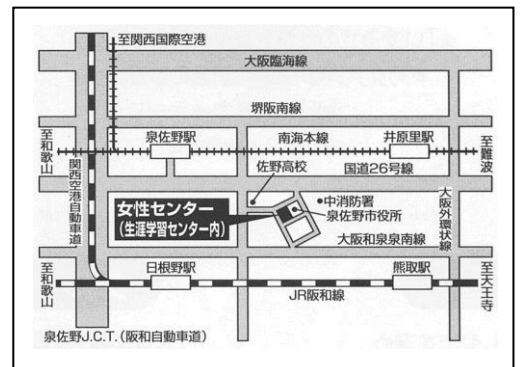 至関西国際空港
大阪臨海線
堺阪南線
至和歌山
泉佐野駅
南海本線
井原里駅
至難波
関西空港自動車道
佐野高校
国道26号線
女性センター
(生涯学習センター内)
•中消防署
泉佐野市役所
大阪外環状線
大阪和泉泉南線
至和歌山
日根野駅
熊取駅
至天王寺
JR阪和線
泉佐野J.C.T.(阪和自動車道)